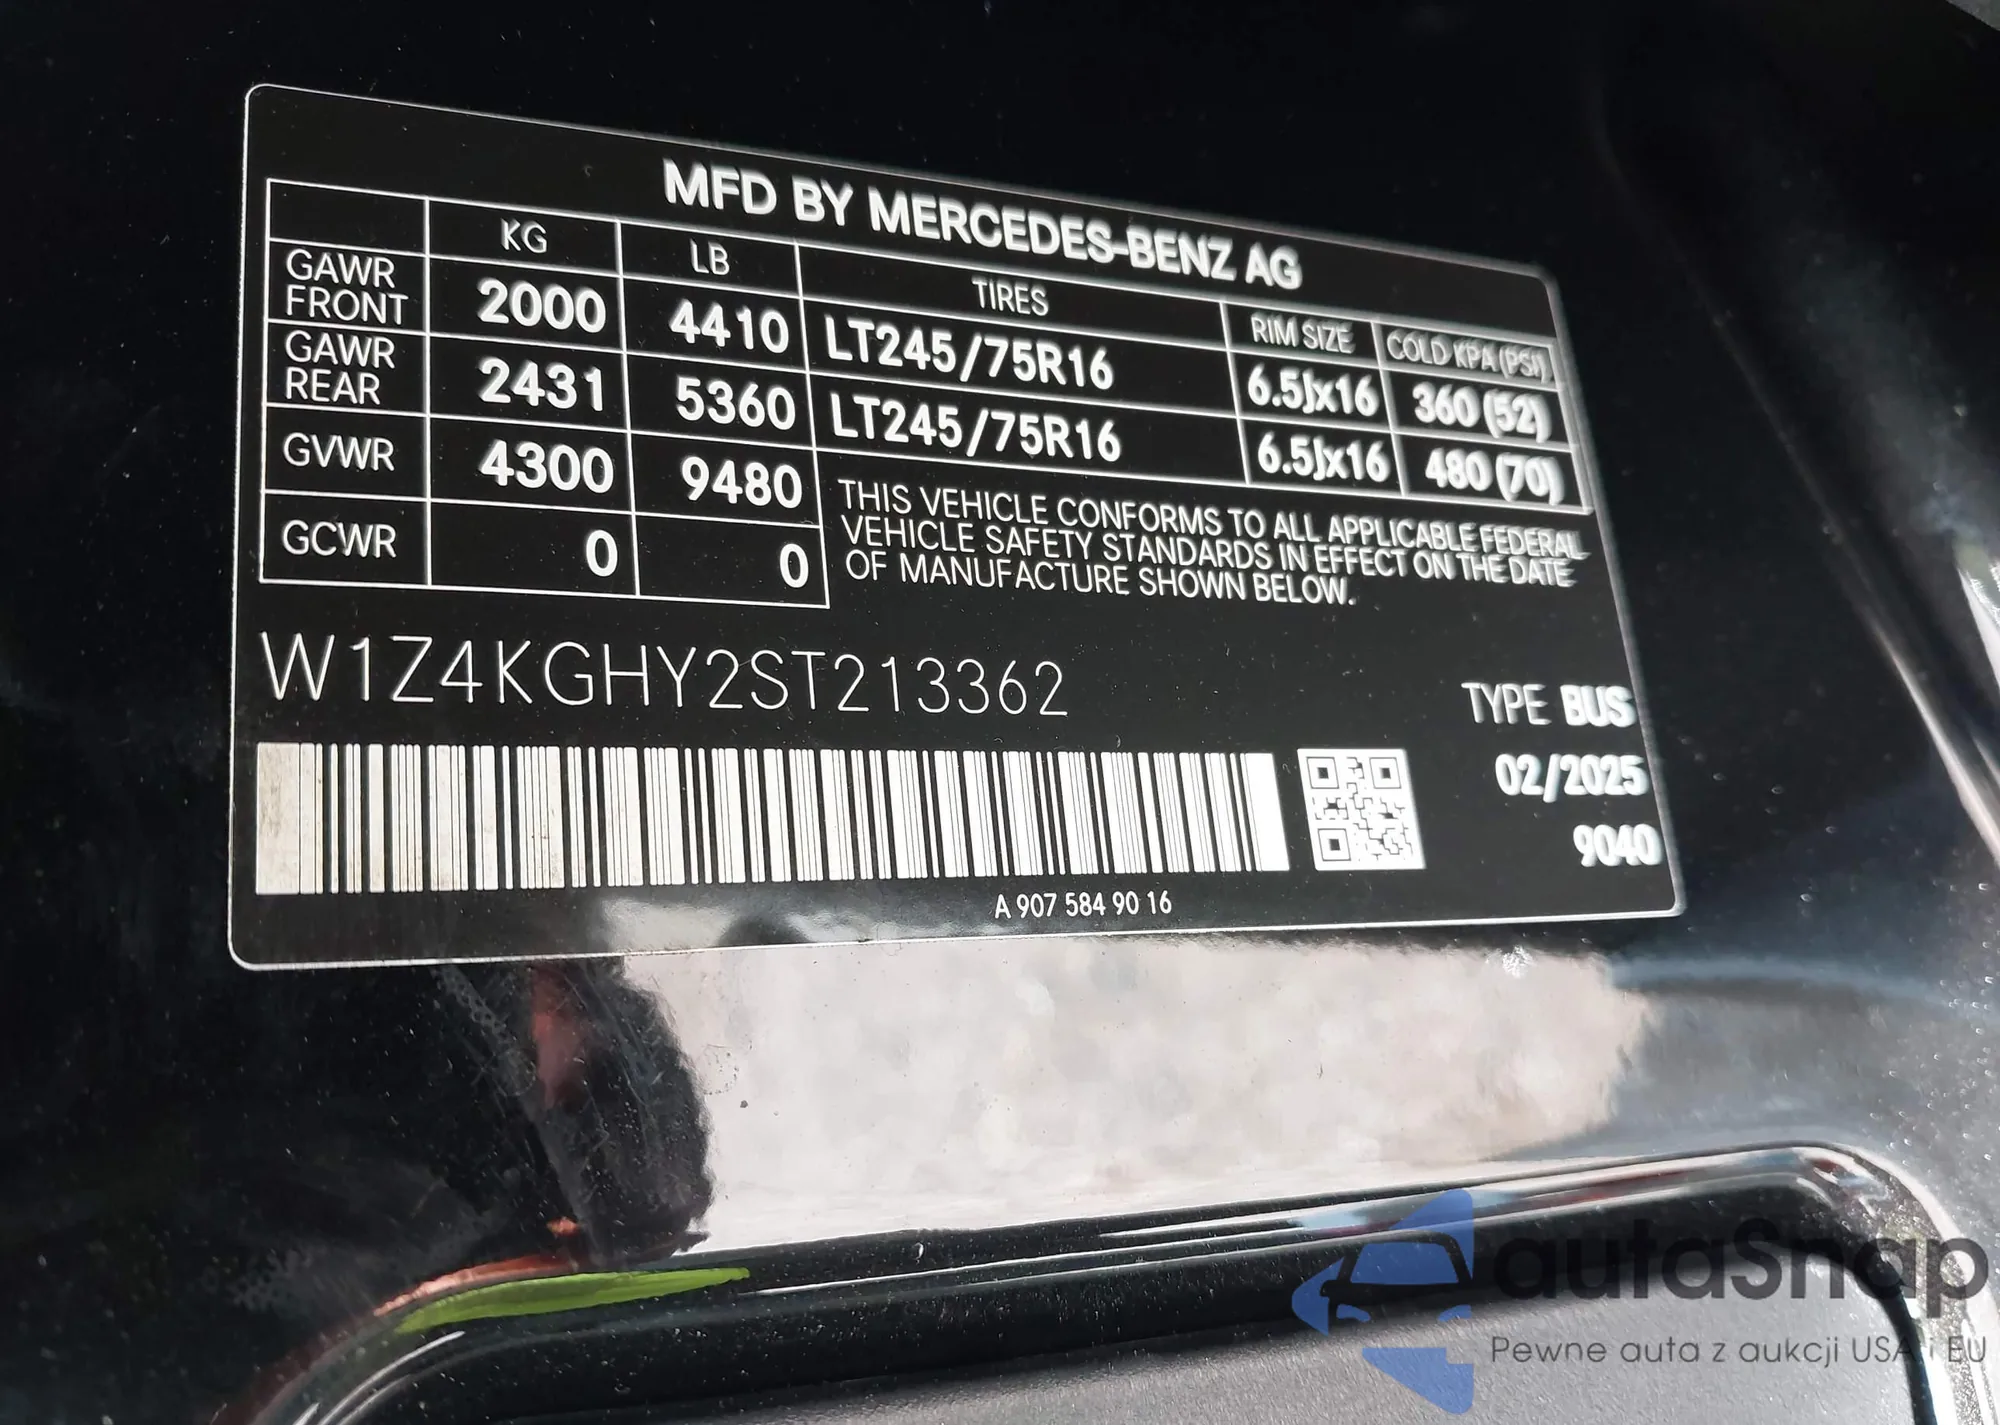 MFD BY MERCEDES-BENZ AG
KG LB TIRES RIM SIZE COLD KPA (PSI)
GAWR FRONT 2000 4410 LT245/75R16 6.5Jx16 360 (52)
GAWR REAR 2431 5360 LT245/75R16 6.5Jx16 480 (70)
GVWR 4300 9480
GCWR 0 0
THIS VEHICLE CONFORMS TO ALL APPLICABLE FEDERAL
VEHICLE SAFETY STANDARDS IN EFFECT ON THE DATE
OF MANUFACTURE SHOWN BELOW.
W1Z4KGHY2ST213362
TYPE BUS
02/2025
9040
A 907 584 90 16
autaSnap
Pewne auta z aukcji USA i EU